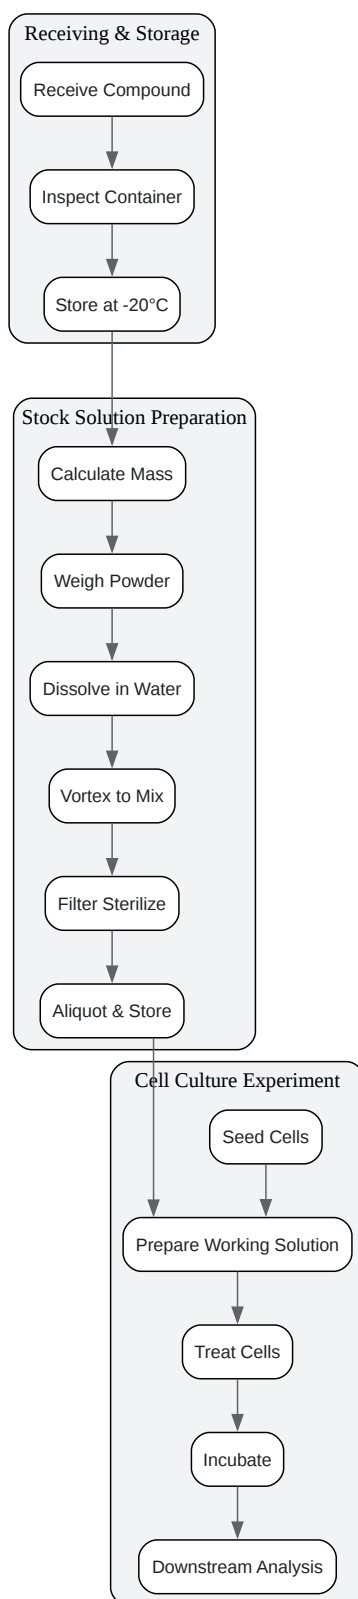 Receiving & Storage
Receive Compound
Inspect Container
Store at -20°C
Stock Solution Preparation
Calculate Mass
Weigh Powder
Dissolve in Water
Vortex to Mix
Filter Sterilize
Aliquot & Store
Cell Culture Experiment
Seed Cells
Prepare Working Solution
Treat Cells
Incubate
Downstream Analysis